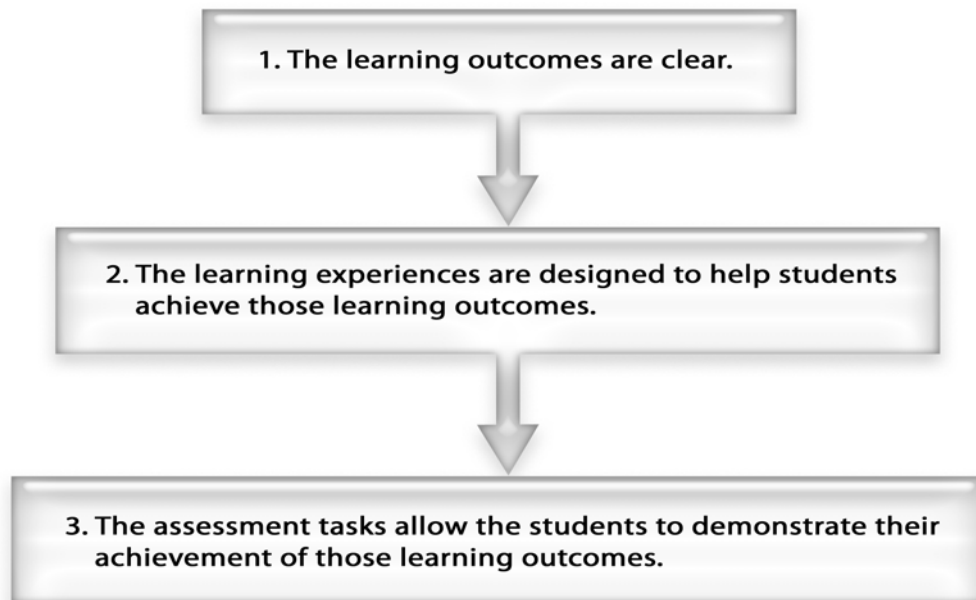 1. The learning outcomes are clear.
2. The learning experiences are designed to help students
achieve those learning outcomes.
3. The assessment tasks allow the students to demonstrate their
achievement of those learning outcomes.